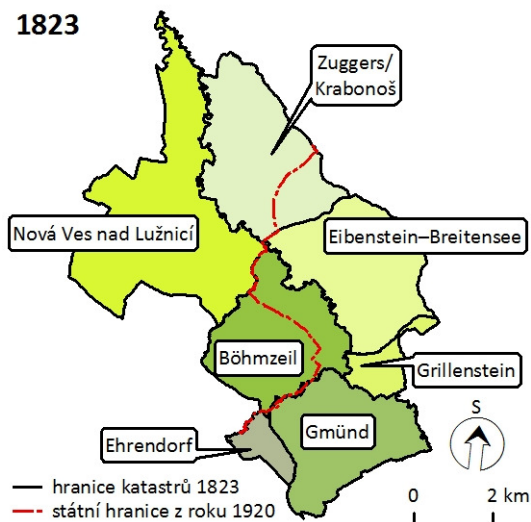 1823
Zuggers/
Krabonoš
Nová Ves nad Lužnicí
Eibenstein–Breitensee
Böhmzeil
Grillenstein
Ehrendorf
Gmünd
S
hranice katastrů 1823
státní hranice z roku 1920
0 2 km